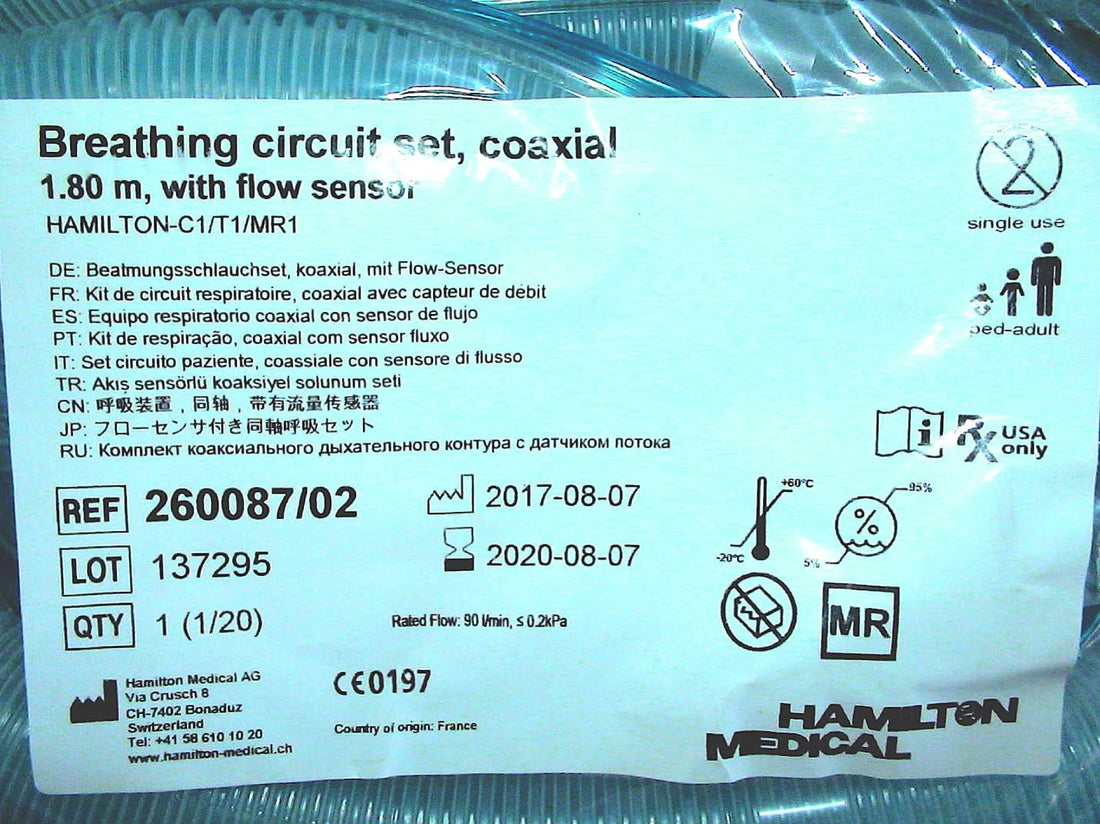 Breathing circuit set, coaxial
1.80 m, with flow sensor
HAMILTON-C1/T1/MR1
2
single use
ped-adult
DE: Beatmungsschlauchset, koaxial, mit Flow-Sensor
FR: Kit de circuit respiratoire, coaxial avec capteur de débit
ES: Equipo respiratorio coaxial con sensor de flujo
PT: Kit de respiração, coaxial com sensor fluxo
IT: Set circuito paziente, coassiale con sensore di flusso
TR: Akış sensörlü koaksiyel solunum seti
CN: 呼吸装置，同轴，带有流量传感器
JP: フローセンサ付き同軸呼吸セット
RU: Комплект коаксиального дыхательного контура с датчиком потока
i
Rx USA only
REF 260087/02
2017-08-07
LOT 137295
2020-08-07
QTY 1 (1/20)
Rated Flow: 90 l/min, ≤ 0.2kPa
+60°C
-20°C
95%
%
5%
MR
Hamilton Medical AG
Via Crusch 8
CH-7402 Bonaduz
Switzerland
Tel: +41 58 610 10 20
www.hamilton-medical.ch
CE0197
Country of origin: France
HAMILTON
MEDICAL